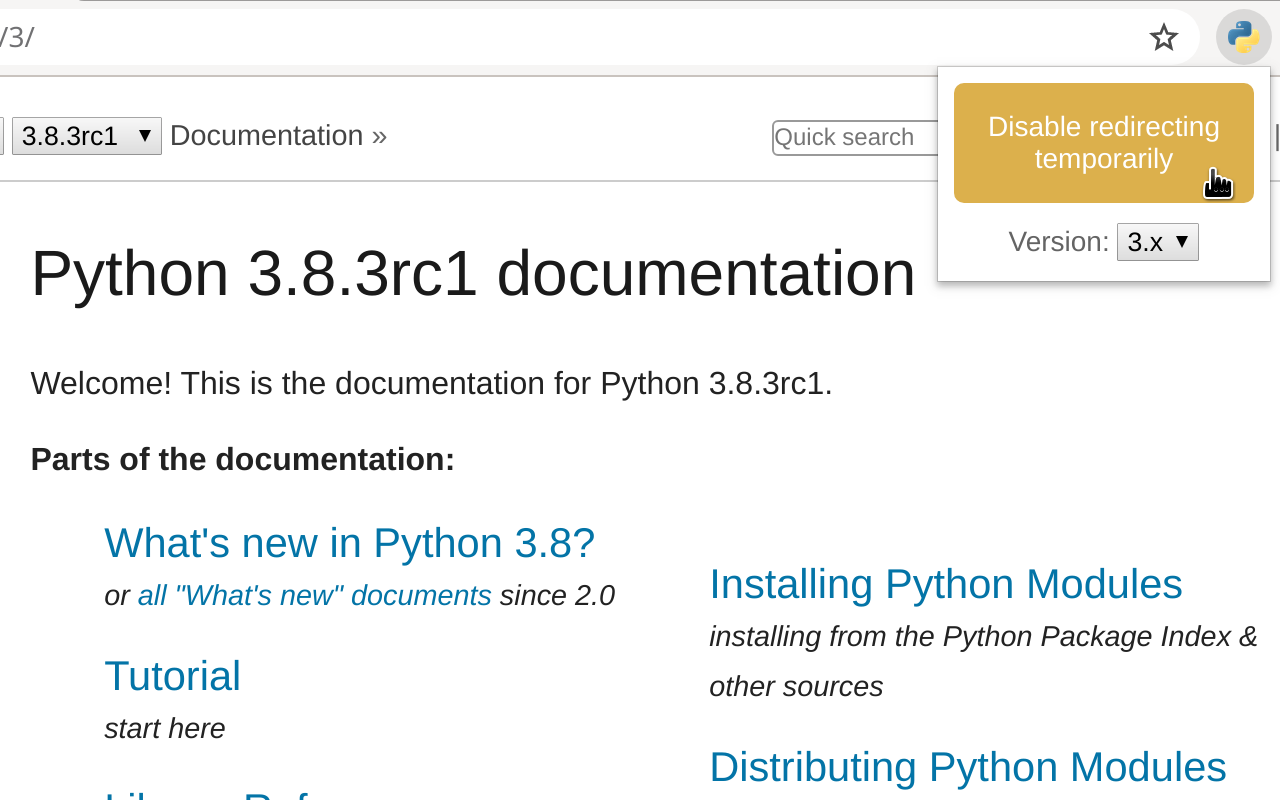 /3/
3.8.3rc1
Documentation »
Quick search
Disable redirecting
temporarily
Version: 3.x
Python 3.8.3rc1 documentation
Welcome! This is the documentation for Python 3.8.3rc1.
Parts of the documentation:
What's new in Python 3.8?
or all "What's new" documents since 2.0
Tutorial
start here
Installing Python Modules
installing from the Python Package Index &
other sources
Distributing Python Modules